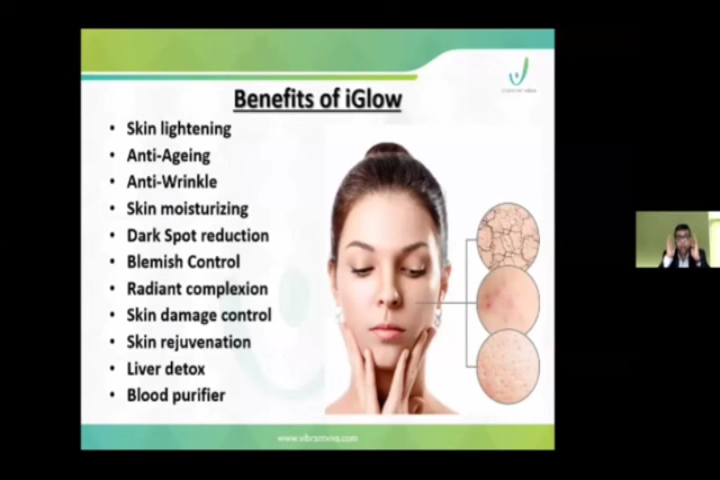 Benefits of iGlow
• Skin lightening
• Anti-Ageing
• Anti-Wrinkle
• Skin moisturizing
• Dark Spot reduction
• Blemish Control
• Radiant complexion
• Skin damage control
• Skin rejuvenation
• Liver detox
• Blood purifier